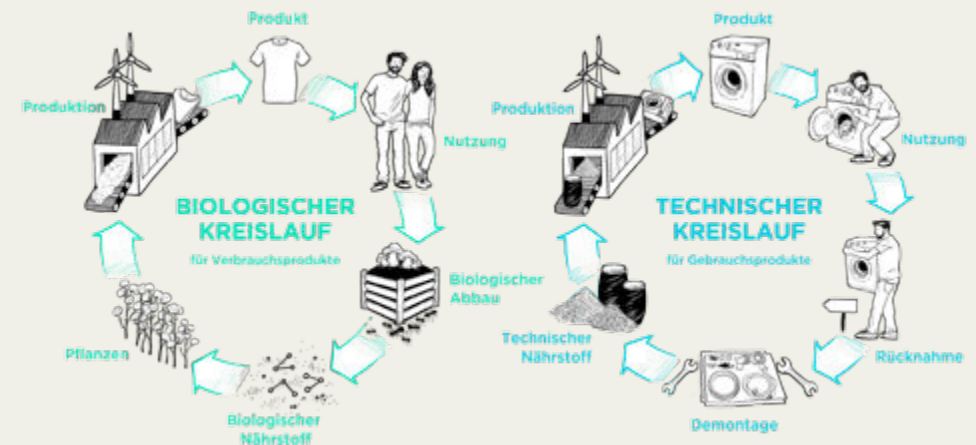 Produkt
Produktion
Nutzung
BIOLOGISCHER
KREISLAUF
für Verbrauchsprodukte
Biologischer
Abbau
Pflanzen
Biologischer
Nährstoff
Produkt
Produktion
Nutzung
TECHNISCHER
KREISLAUF
für Gebrauchsprodukte
Technischer
Nährstoff
Rücknahme
Demontage